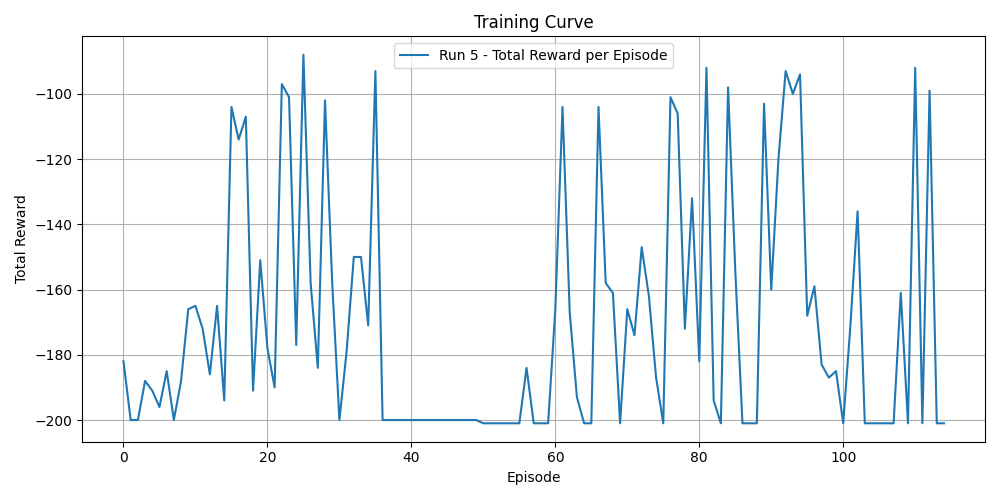 Training Curve
Run 5 - Total Reward per Episode
Total Reward
−100
−120
−140
−160
−180
−200
0 20 40 60 80 100
Episode